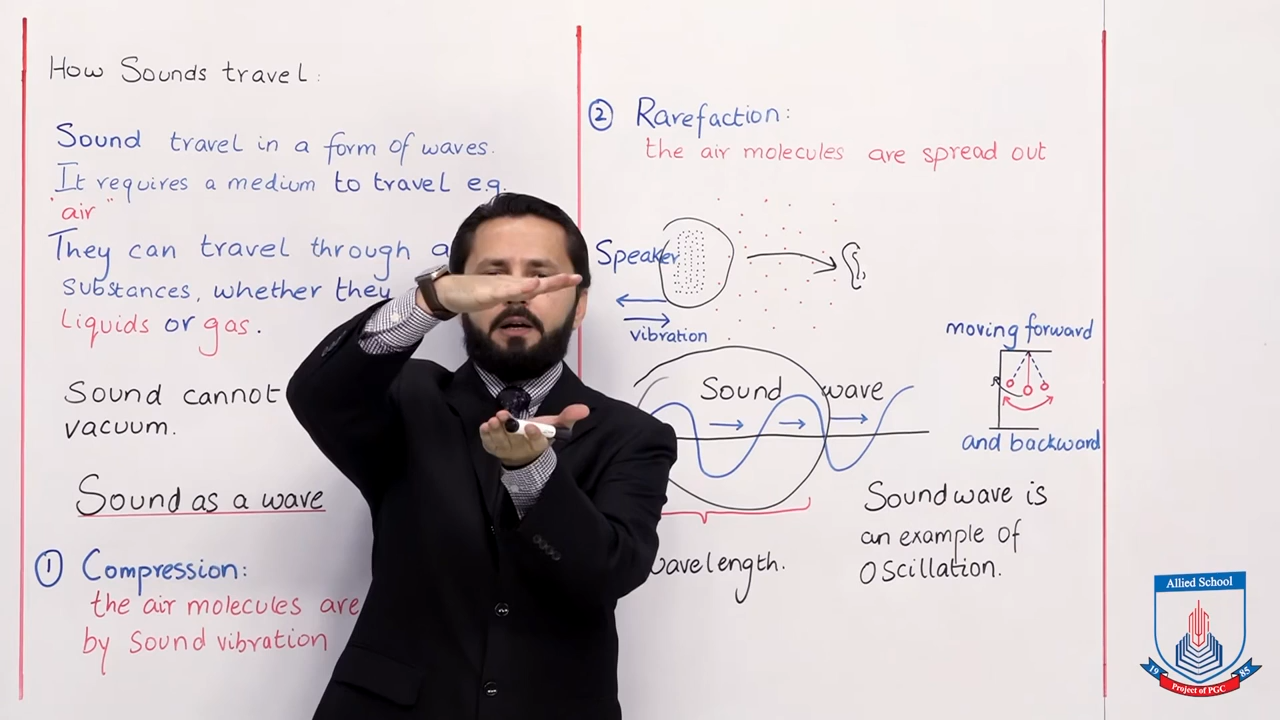 How Sounds travel:
Sound travel in a form of waves.
It requires a medium to travel e.g.
"air"
They can travel through a
substances, whether they
Liquids or gas.
Sound cannot
vacuum.
Sound as a wave
① Compression:
the air molecules are
by sound vibration
② Rarefaction:
the air molecules are spread out
Speaker
vibration
Sound wave
wavelength.
moving forward
and backward
Sound wave is
an example of
oscillation.
Allied School
1985
Project of PGC